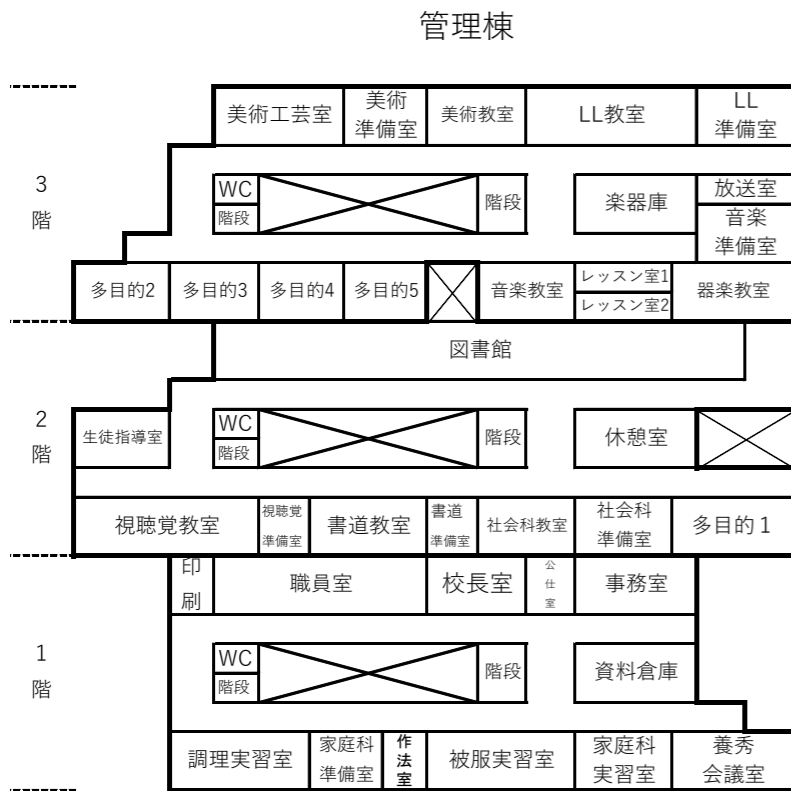 管理棟
美術工芸室
美術
準備室
美術教室
LL教室
LL
準備室
3
階
WC
階段
階段
楽器庫
放送室
音楽
準備室
多目的2
多目的3
多目的4
多目的5
音楽教室
レッスン室1
レッスン室2
器楽教室
図書館
2
階
生徒指導室
WC
階段
階段
休憩室
視聴覚教室
視聴覚
準備室
書道教室
書道
準備室
社会科教室
社会科
準備室
多目的1
印
刷
職員室
校長室
公
仕
室
事務室
1
階
WC
階段
階段
資料倉庫
調理実習室
家庭科
準備室
作
法
室
被服実習室
家庭科
実習室
養秀
会議室